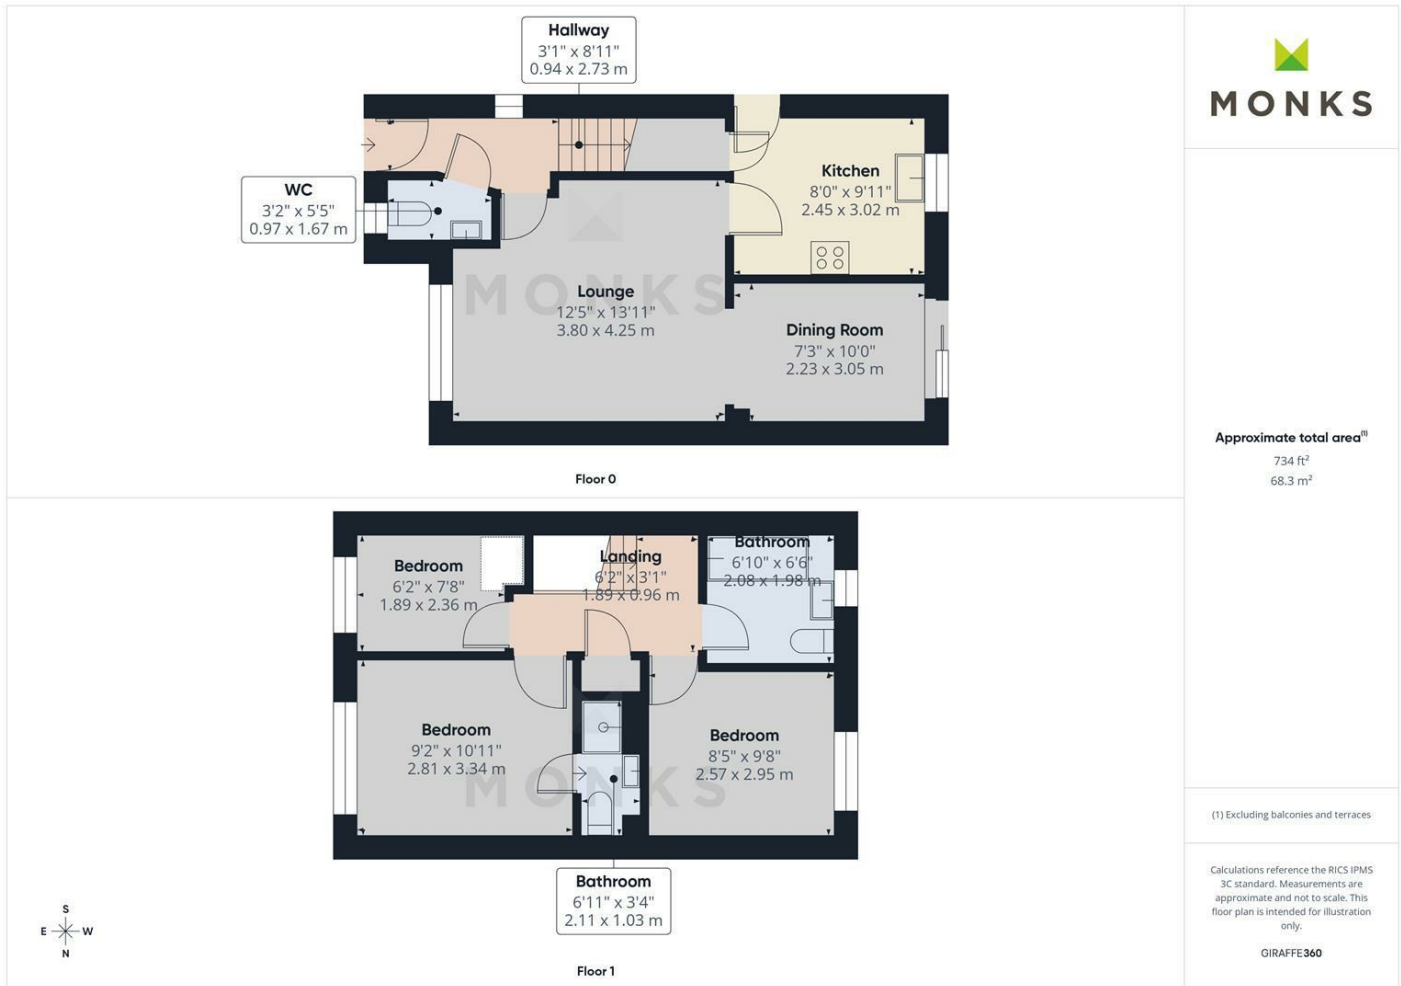 Hallway
3'1" x 8'11"
0.94 x 2.73 m
WC
3'2" x 5'5"
0.97 x 1.67 m
Kitchen
8'0" x 9'11"
2.45 x 3.02 m
MONKS
Lounge
12'5" x 13'11"
3.80 x 4.25 m
Dining Room
7'3" x 10'0"
2.23 x 3.05 m
Floor 0
Bedroom
6'2" x 7'8"
1.89 x 2.36 m
Landing
6'2" x 3'1"
1.89 x 0.96 m
Bathroom
6'10" x 6'6"
2.08 x 1.98 m
Bedroom
9'2" x 10'11"
2.81 x 3.34 m
Bedroom
8'5" x 9'8"
2.57 x 2.95 m
MONKS
Bathroom
6'11" x 3'4"
2.11 x 1.03 m
Floor 1
S
E W
N
MONKS
Approximate total area(1)
734 ft²
68.3 m²
(1) Excluding balconies and terraces
Calculations reference the RICS IPMS
3C standard. Measurements are
approximate and not to scale. This
floor plan is intended for illustration
only.
GIRAFFE360